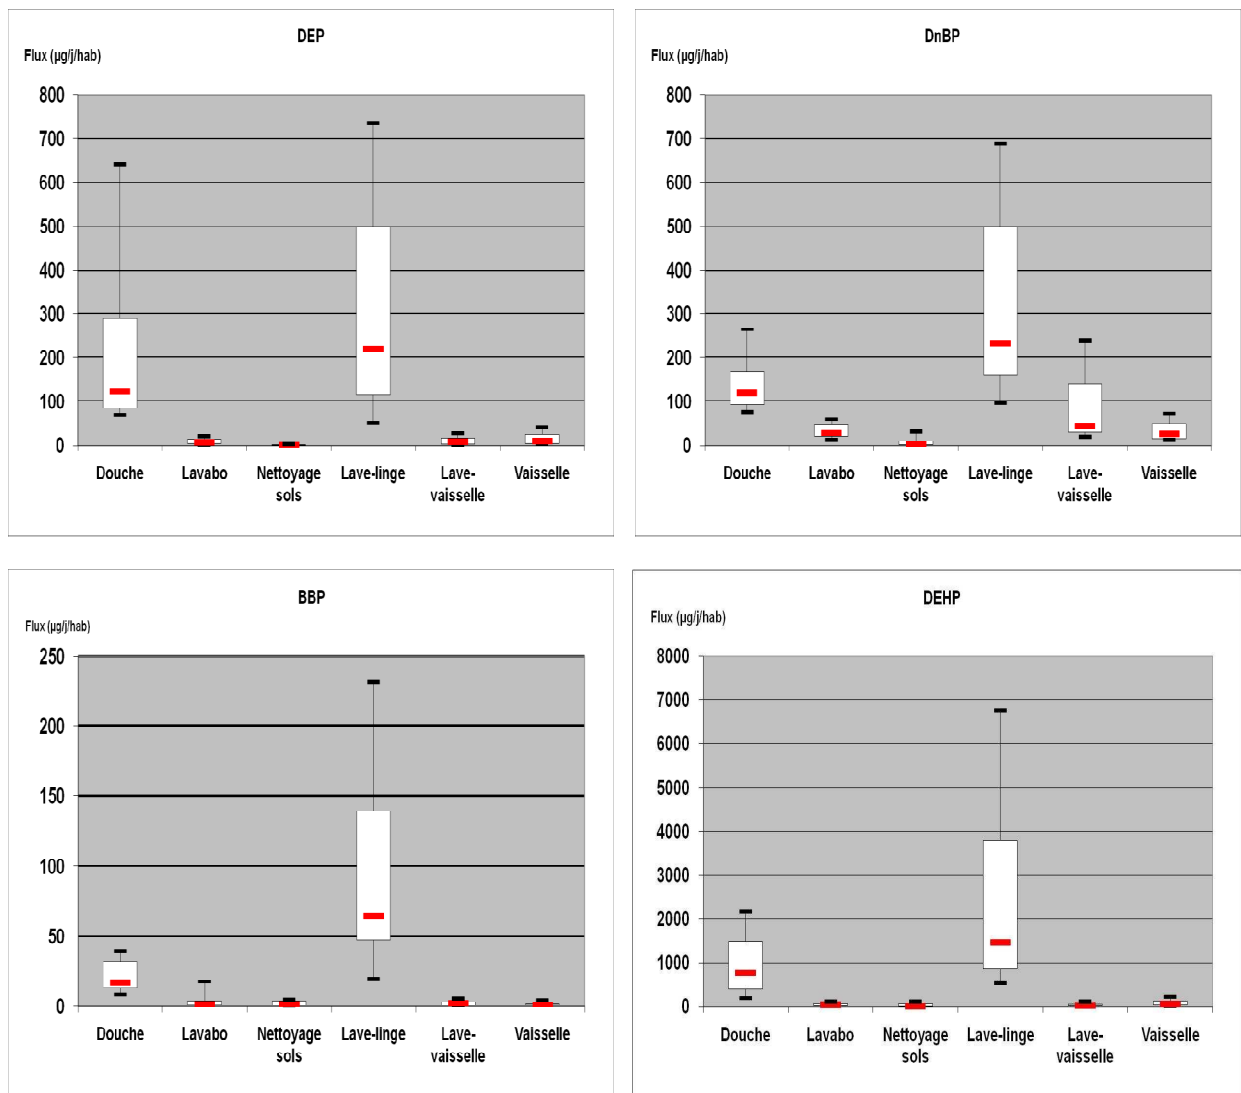 DEP
Flux (µg/j/hab)
800
700
600
500
400
300
200
100
0
Douche Lavabo Nettoyage Lave-linge Lave- Vaisselle
sols vaisselle
DnBP
Flux (µg/j/hab)
800
700
600
500
400
300
200
100
0
Douche Lavabo Nettoyage Lave-linge Lave- Vaisselle
sols vaisselle
BBP
Flux (µg/j/hab)
250
200
150
100
50
0
Douche Lavabo Nettoyage Lave-linge Lave- Vaisselle
sols vaisselle
DEHP
Flux (µg/j/hab)
8000
7000
6000
5000
4000
3000
2000
1000
0
Douche Lavabo Nettoyage Lave-linge Lave- Vaisselle
sols vaisselle